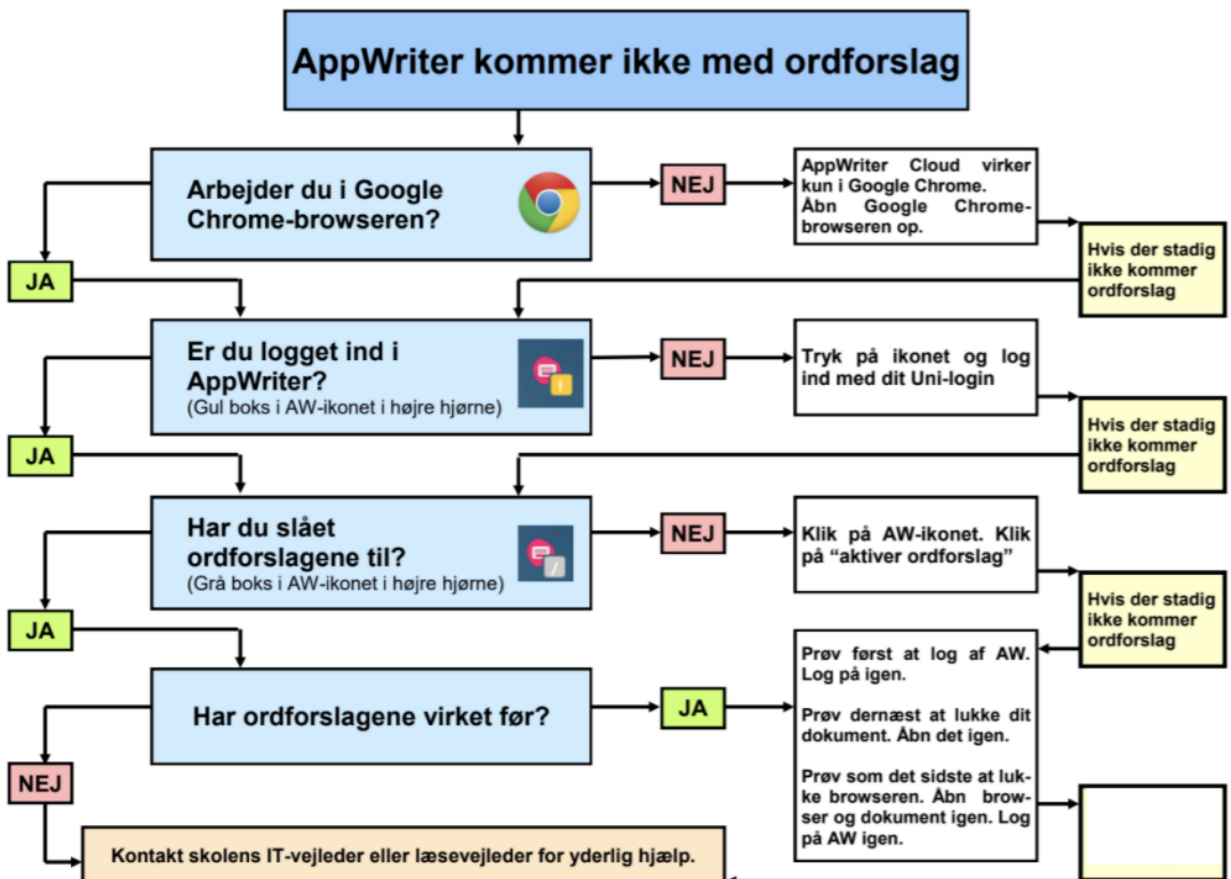 AppWriter kommer ikke med ordforslag
Arbejder du i Google
Chrome-browseren?
NEJ
AppWriter Cloud virker
kun i Google Chrome.
Åbn Google Chrome-
browseren op.
JA
Hvis der stadig
ikke kommer
ordforslag
Er du logget ind i
AppWriter?
(Gul boks i AW-ikonet i højre hjørne)
!
NEJ
Tryk på ikonet og log
ind med dit Uni-login
JA
Hvis der stadig
ikke kommer
ordforslag
Har du slået
ordforslagene til?
(Grå boks i AW-ikonet i højre hjørne)
/
NEJ
Klik på AW-ikonet. Klik
på “aktiver ordforslag”
JA
Hvis der stadig
ikke kommer
ordforslag
Har ordforslagene virket før?
JA
Prøv først at log af AW.
Log på igen.
Prøv dernæst at lukke dit
dokument. Åbn det igen.
Prøv som det sidste at luk-
ke browseren. Åbn brow-
ser og dokument igen. Log
på AW igen.
NEJ
Kontakt skolens IT-vejleder eller læsevejleder for yderlig hjælp.